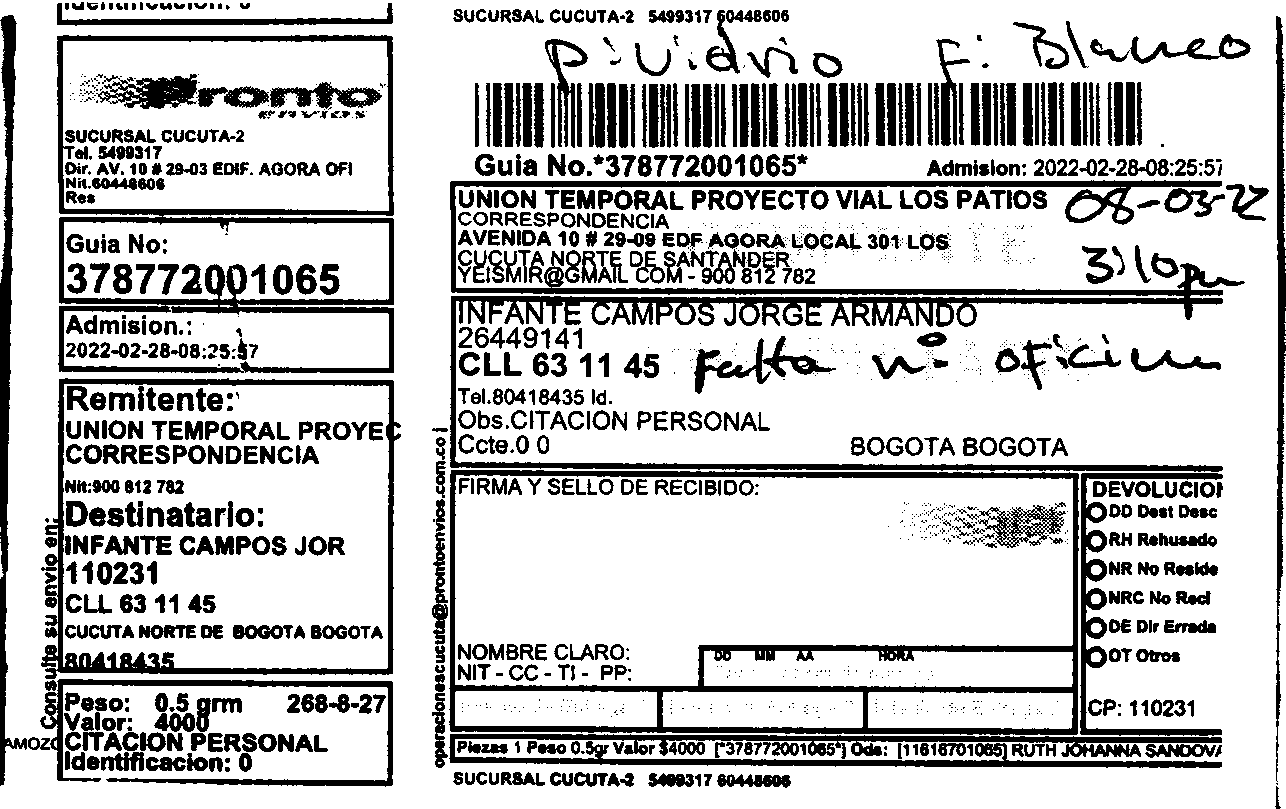 Identificacion: 0
Pronto
envios
SUCURSAL CUCUTA-2
Tel. 5499317
Dir. AV. 10 # 29-03 EDIF. AGORA OFI
Nit.60448606
Res
Guia No:
378772001065
Admision.:
2022-02-28-08:25:57
Remitente:
UNION TEMPORAL PROYEC
CORRESPONDENCIA
Nit:900 812 782
Destinatario:
INFANTE CAMPOS JOR
110231
CLL 63 11 45
CUCUTA NORTE DE BOGOTA BOGOTA
80418435
Peso: 0.5 grm 268-8-27
Valor: 4000
CITACION PERSONAL
Identificacion: 0
Consulte su envio en:
AMOZO
SUCURSAL CUCUTA-2 5499317 60448606
P: Vidrio F: Blanco
Guia No.*378772001065* Admision: 2022-02-28-08:25:57
UNION TEMPORAL PROYECTO VIAL LOS PATIOS
CORRESPONDENCIA
AVENIDA 10 # 29-09 EDF AGORA LOCAL 301 LOS
CUCUTA NORTE DE SANTANDER
YEISMIR@GMAIL COM - 900 812 782
08-03-22
3:10pm
INFANTE CAMPOS JORGE ARMANDO
26449141
CLL 63 11 45 Falta no oficina
Tel.80418435 Id.
Obs.CITACION PERSONAL
Ccte.0 0 BOGOTA BOGOTA
operacionescucuta@prontoenvios.com.co
FIRMA Y SELLO DE RECIBIDO:
NOMBRE CLARO:
NIT - CC - TI - PP:
DD MM AA HORA
DEVOLUCION
DD Dest Desc
RH Rehusado
NR No Reside
NRC No Recl
DE Dir Errada
OT Otros
CP: 110231
Piezas 1 Peso 0.5gr Valor $4000 [*378772001065*] Ods: [11616701065] RUTH JOHANNA SANDOVA
SUCURSAL CUCUTA-2 5499317 60448606